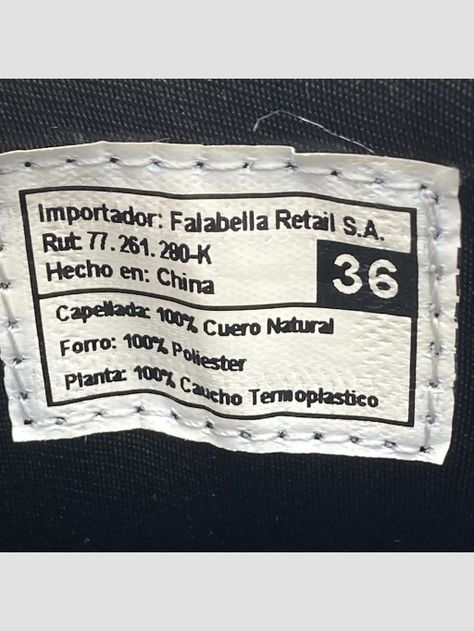 Importador: Falabella Retail S.A.
Rut: 77.261.280-K
Hecho en: China
36
Capellada: 100% Cuero Natural
Forro: 100% Poliester
Planta: 100% Caucho Termoplastico